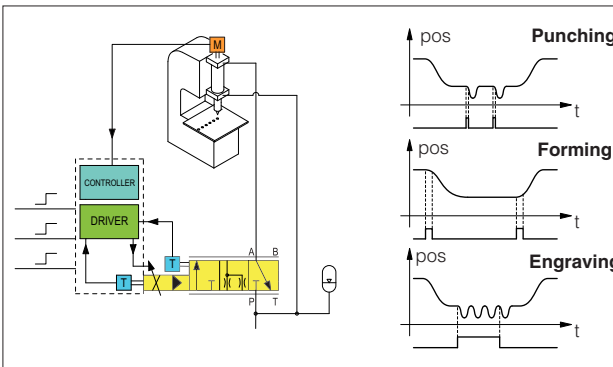 M
CONTROLLER
DRIVER
T
T
A B
P T
pos
Punching
t
pos
Forming
t
pos
Engraving
t